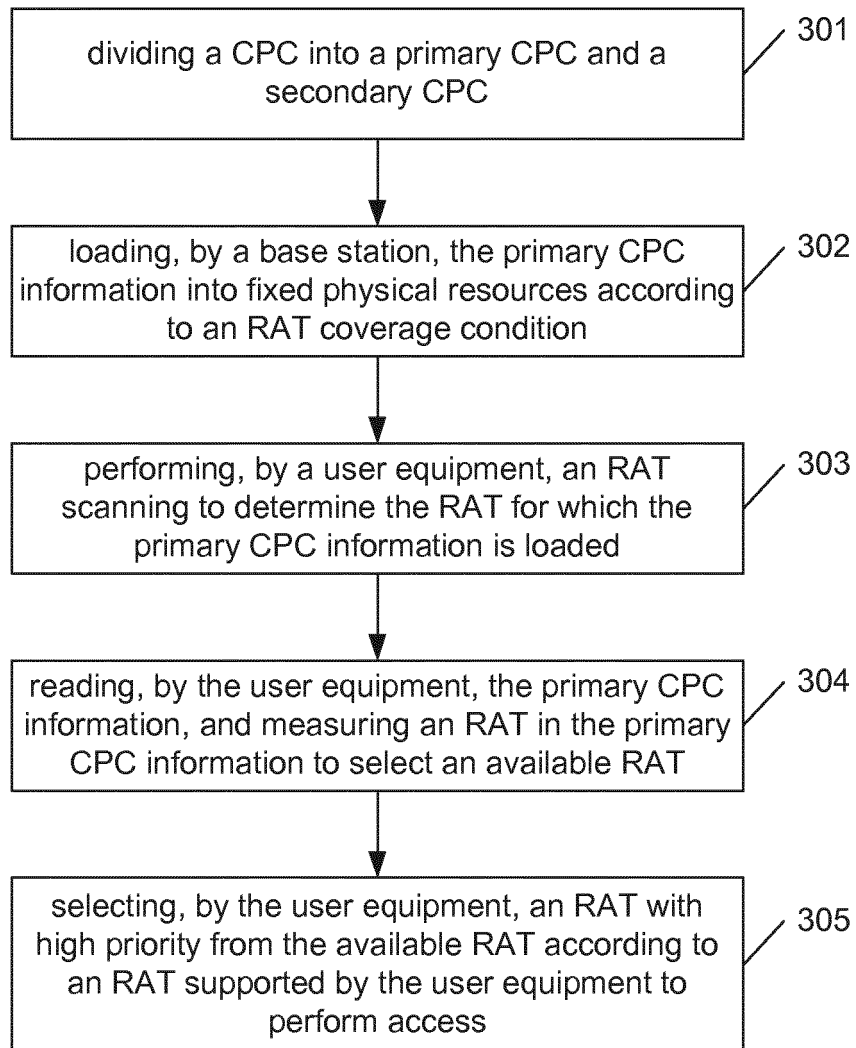 dividing a CPC into a primary CPC and a
secondary CPC
301
loading, by a base station, the primary CPC
information into fixed physical resources according
to an RAT coverage condition
302
performing, by a user equipment, an RAT
scanning to determine the RAT for which the
primary CPC information is loaded
303
reading, by the user equipment, the primary CPC
information, and measuring an RAT in the primary
CPC information to select an available RAT
304
selecting, by the user equipment, an RAT with
high priority from the available RAT according to
an RAT supported by the user equipment to
perform access
305